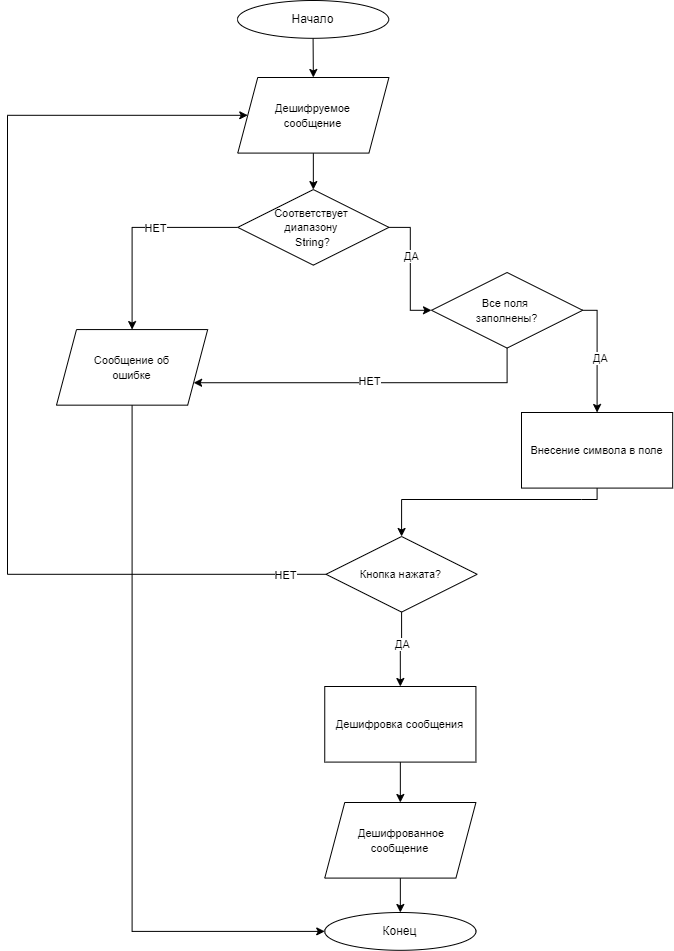 Начало
Дешифруемое
сообщение
Соответствует
диапазону
String?
НЕТ
ДА
Все поля
заполнены?
Сообщение об
ошибке
НЕТ
ДА
Внесение символа в поле
Кнопка нажата?
НЕТ
ДА
Дешифровка сообщения
Дешифрованное
сообщение
Конец